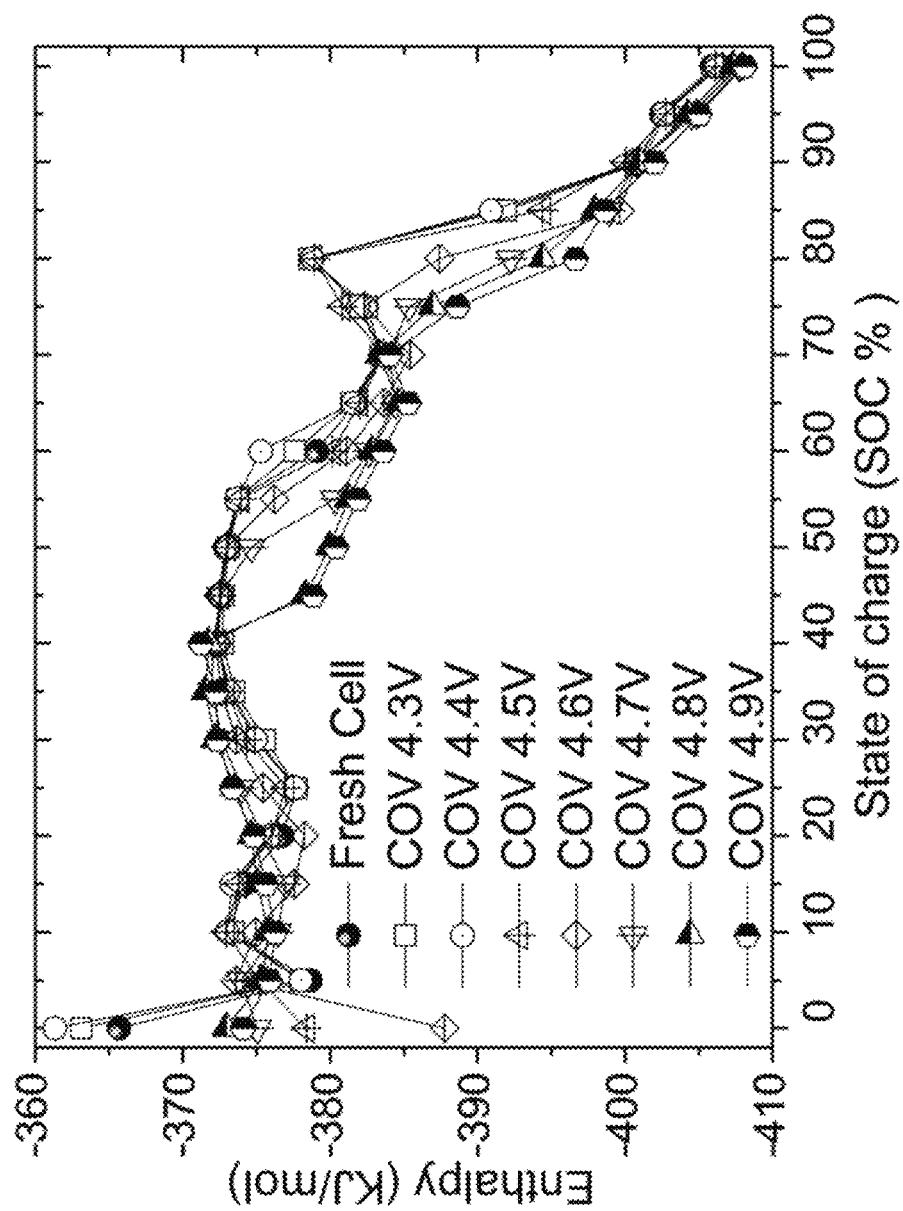 Enthalpy (KJ/mol)
-360
-370
-380
-390
-400
-410
Fresh Cell
COV 4.3V
COV 4.4V
COV 4.5V
COV 4.6V
COV 4.7V
COV 4.8V
COV 4.9V
0 10 20 30 40 50 60 70 80 90 100
State of charge (SOC % )